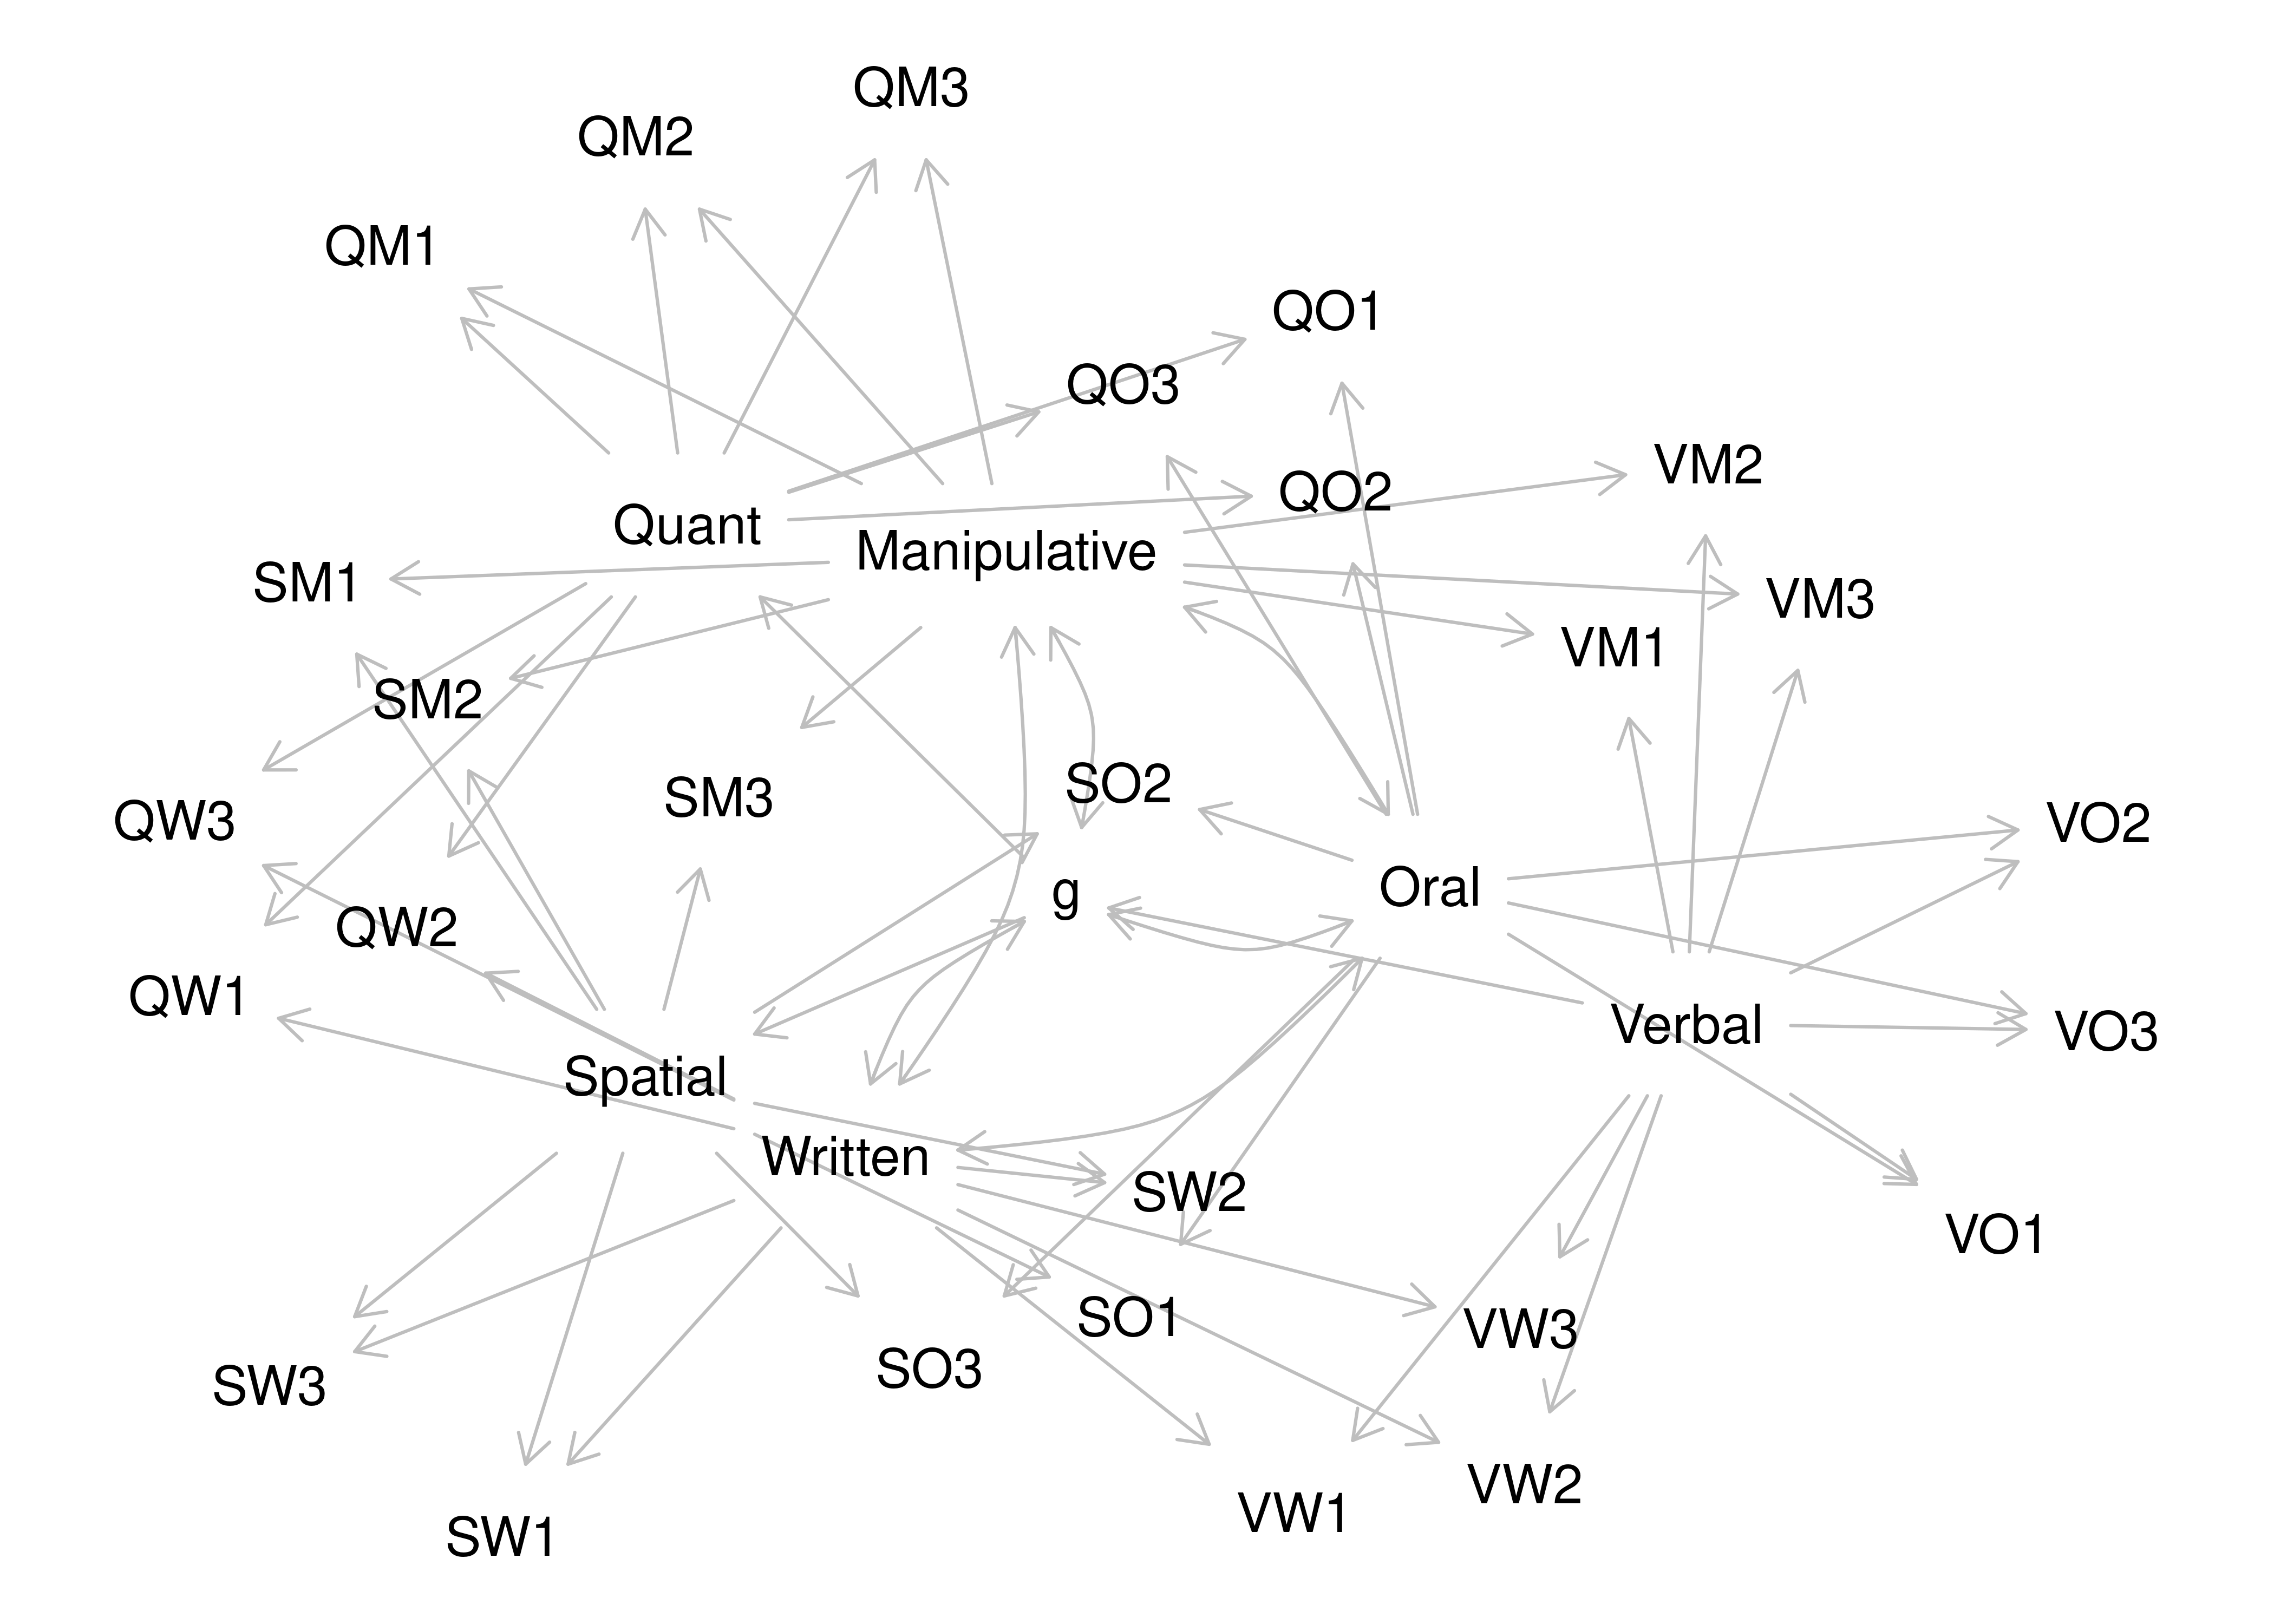 QM3
QM2
QM1
QO1
QO3
VM2
QO2
Quant
Manipulative
SM1
VM3
VM1
SM2
SO2
SM3
QW3
VO2
Oral
g
QW2
QW1
Verbal
VO3
Spatial
Written
SW2
VO1
SO1
VW3
SO3
SW3
VW2
VW1
SW1